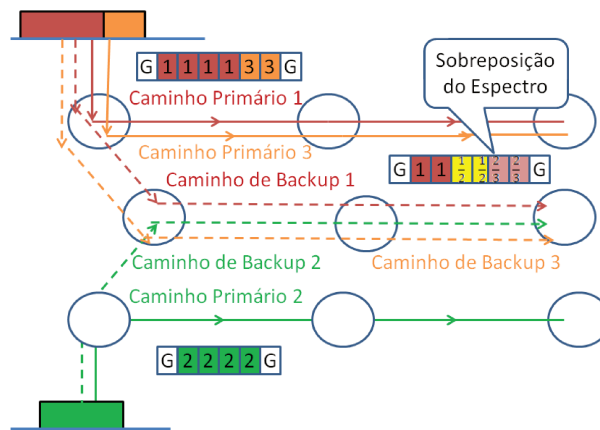 G 1 1 1 1 3 3 G
Sobreposição
do Espectro
Caminho Primário 1
Caminho Primário 3
G 1 1 1/2 1/2 2/3 2/3 G
Caminho de Backup 1
Caminho de Backup 2
Caminho de Backup 3
Caminho Primário 2
G 2 2 2 2 G